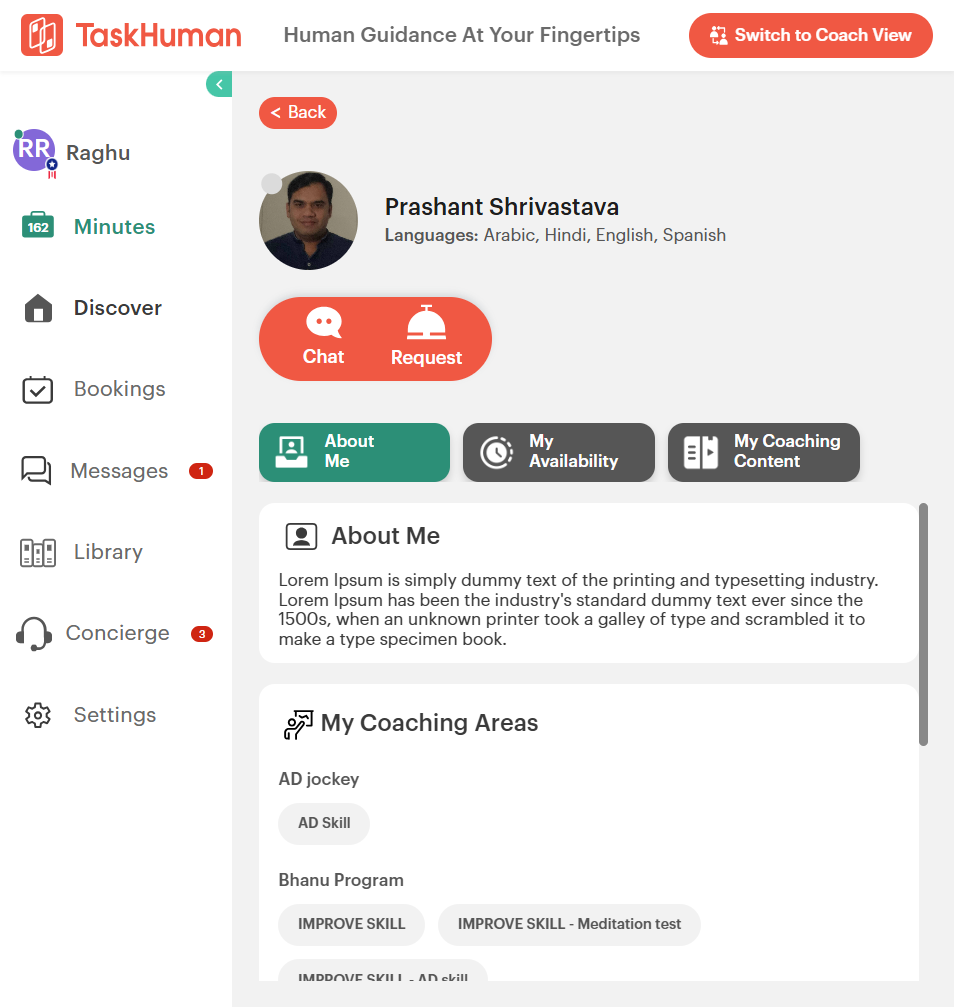 TaskHuman
Human Guidance At Your Fingertips
Switch to Coach View
< Back
RR
Raghu
162
Minutes
Discover
Bookings
Messages
1
Library
Concierge
3
Settings
Prashant Shrivastava
Languages: Arabic, Hindi, English, Spanish
Chat
Request
About
Me
My
Availability
My Coaching
Content
About Me
Lorem Ipsum is simply dummy text of the printing and typesetting industry.
Lorem Ipsum has been the industry's standard dummy text ever since the
1500s, when an unknown printer took a galley of type and scrambled it to
make a type specimen book.
My Coaching Areas
AD jockey
AD Skill
Bhanu Program
IMPROVE SKILL
IMPROVE SKILL - Meditation test
IMPROVE SKILL - AD skill